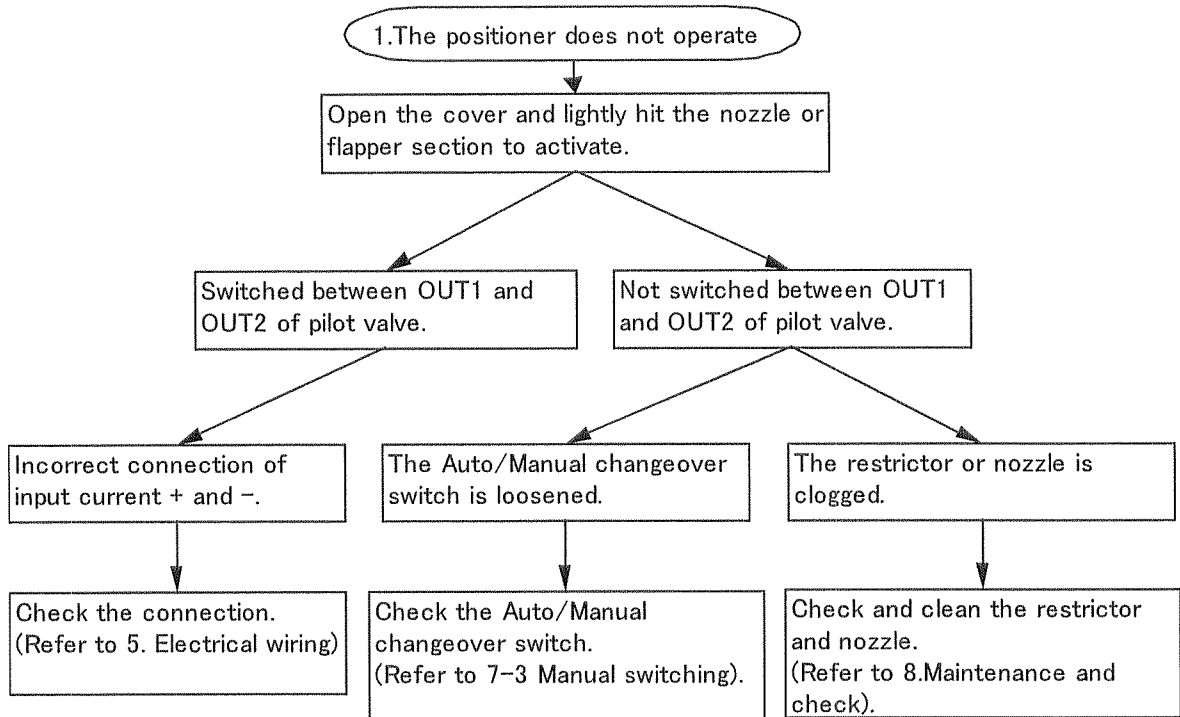 1.The positioner does not operate
Open the cover and lightly hit the nozzle or
flapper section to activate.
Switched between OUT1 and
OUT2 of pilot valve.
Not switched between OUT1
and OUT2 of pilot valve.
Incorrect connection of
input current + and -.
The Auto/Manual changeover
switch is loosened.
The restrictor or nozzle is
clogged.
Check the connection.
(Refer to 5. Electrical wiring)
Check the Auto/Manual
changeover switch.
(Refer to 7-3 Manual switching).
Check and clean the restrictor
and nozzle.
(Refer to 8.Maintenance and
check).